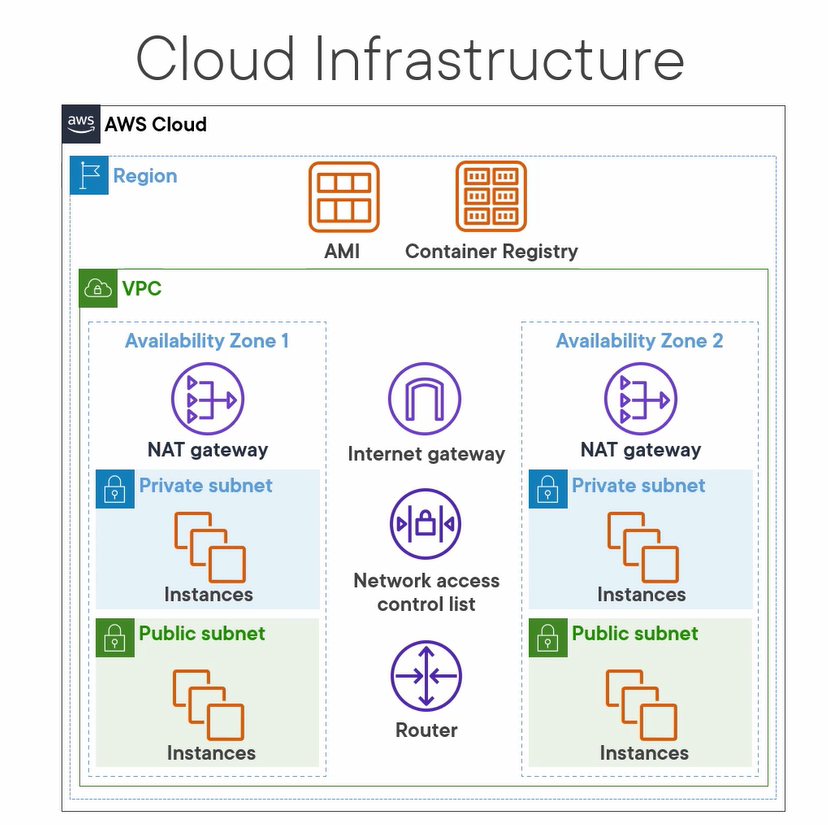 Cloud Infrastructure
aws
AWS Cloud
Region
AMI
Container Registry
VPC
Availability Zone 1
NAT gateway
Private subnet
Instances
Public subnet
Instances
Internet gateway
Network access
control list
Router
Availability Zone 2
NAT gateway
Private subnet
Instances
Public subnet
Instances